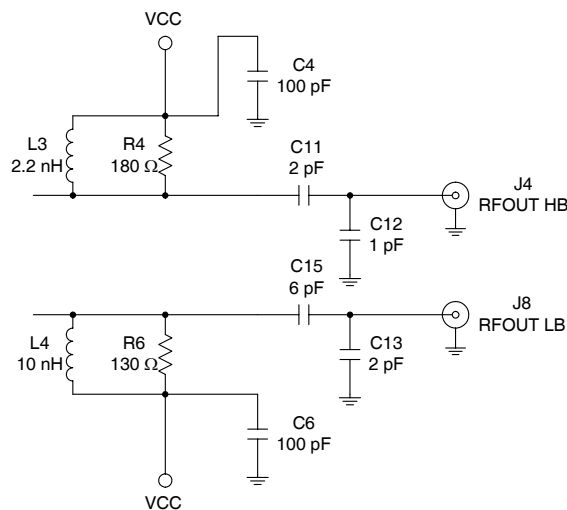 VCC
C4
100 pF
L3
2.2 nH
R4
180 Ω
C11
2 pF
J4
RFOUT HB
C12
1 pF
C15
6 pF
J8
RFOUT LB
L4
10 nH
R6
130 Ω
C13
2 pF
C6
100 pF
VCC